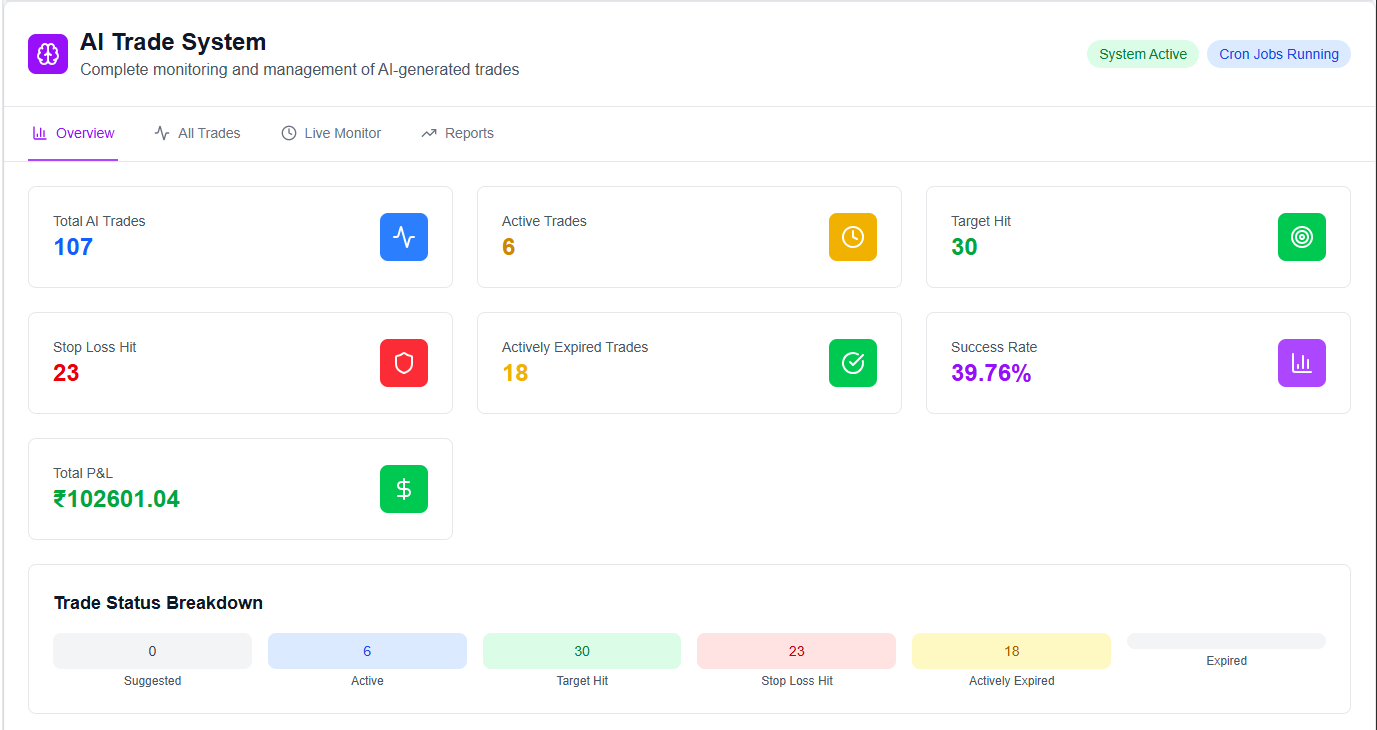 AI Trade System
Complete monitoring and management of AI-generated trades
System Active
Cron Jobs Running
Overview
All Trades
Live Monitor
Reports
Total AI Trades
107
Active Trades
6
Target Hit
30
Stop Loss Hit
23
Actively Expired Trades
18
Success Rate
39.76%
Total P&L
₹102601.04
Trade Status Breakdown
0
Suggested
6
Active
30
Target Hit
23
Stop Loss Hit
18
Actively Expired
Expired